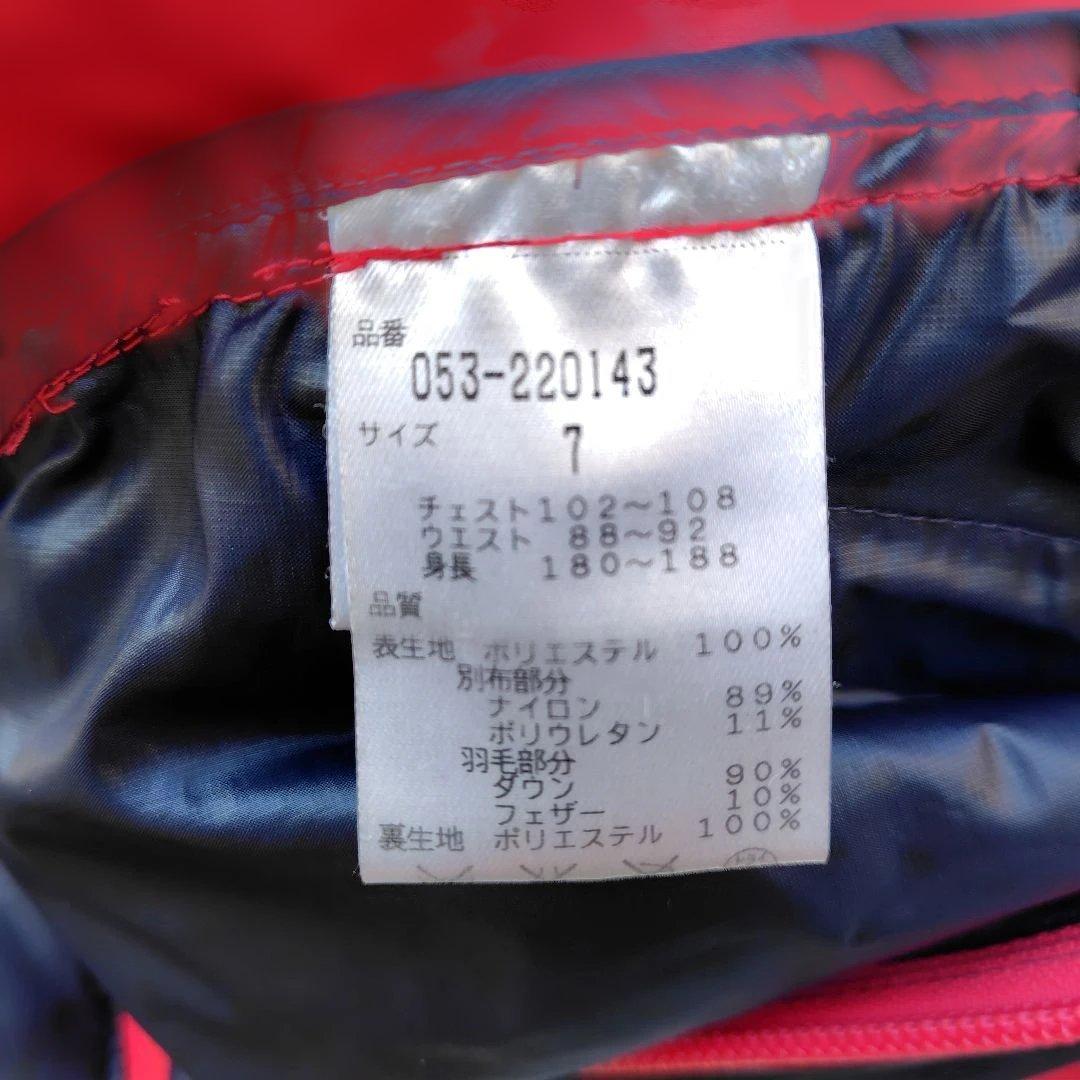 品番
053-220143
サイズ 7
チェスト 102〜108
ウエスト 88〜92
身長 180〜188
品質
表生地 ポリエステル 100%
別布部分
ナイロン 89%
ポリウレタン 11%
羽毛部分
ダウン 90%
フェザー 10%
裏生地 ポリエステル 100%